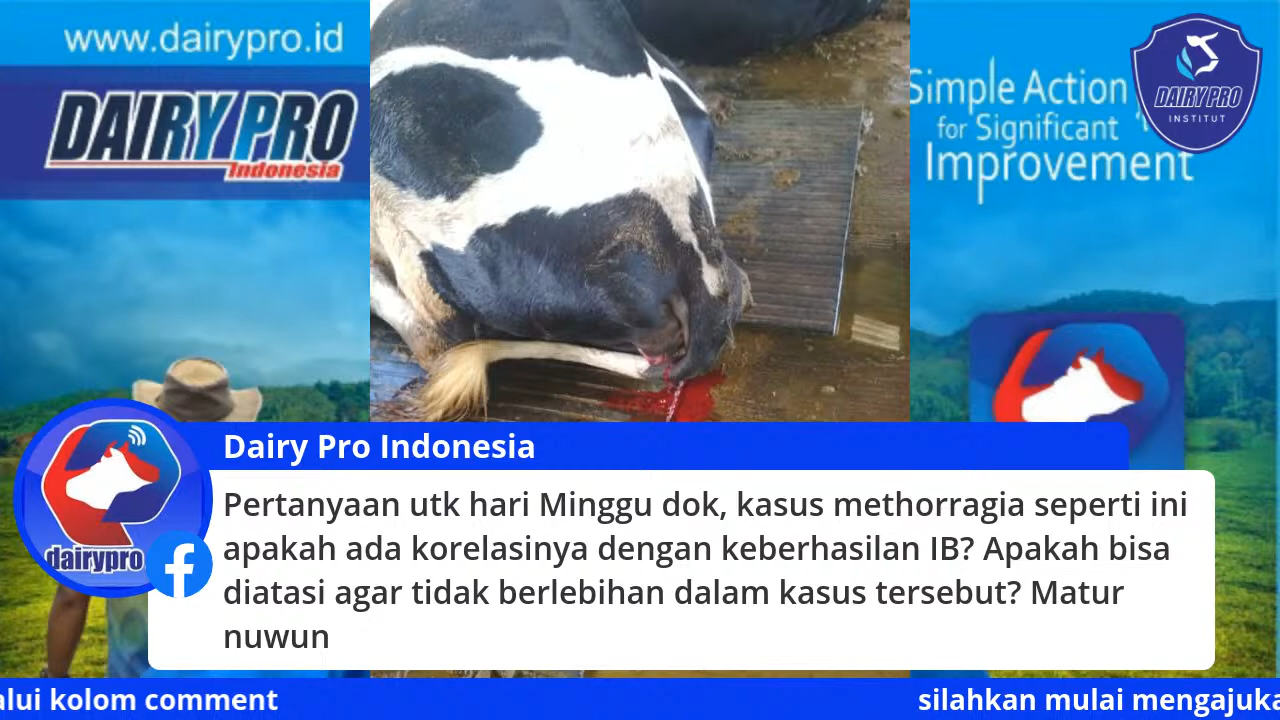 www.dairypro.id
DAIRY PRO
Indonesia
Simple Action
for Significant
Improvement
DAIRY PRO
INSTITUT
Dairy Pro Indonesia
Pertanyaan utk hari Minggu dok, kasus methorragia seperti ini
apakah ada korelasinya dengan keberhasilan IB? Apakah bisa
diatasi agar tidak berlebihan dalam kasus tersebut? Matur
nuwun
dairypro
alui kolom comment
silahkan mulai mengajuka